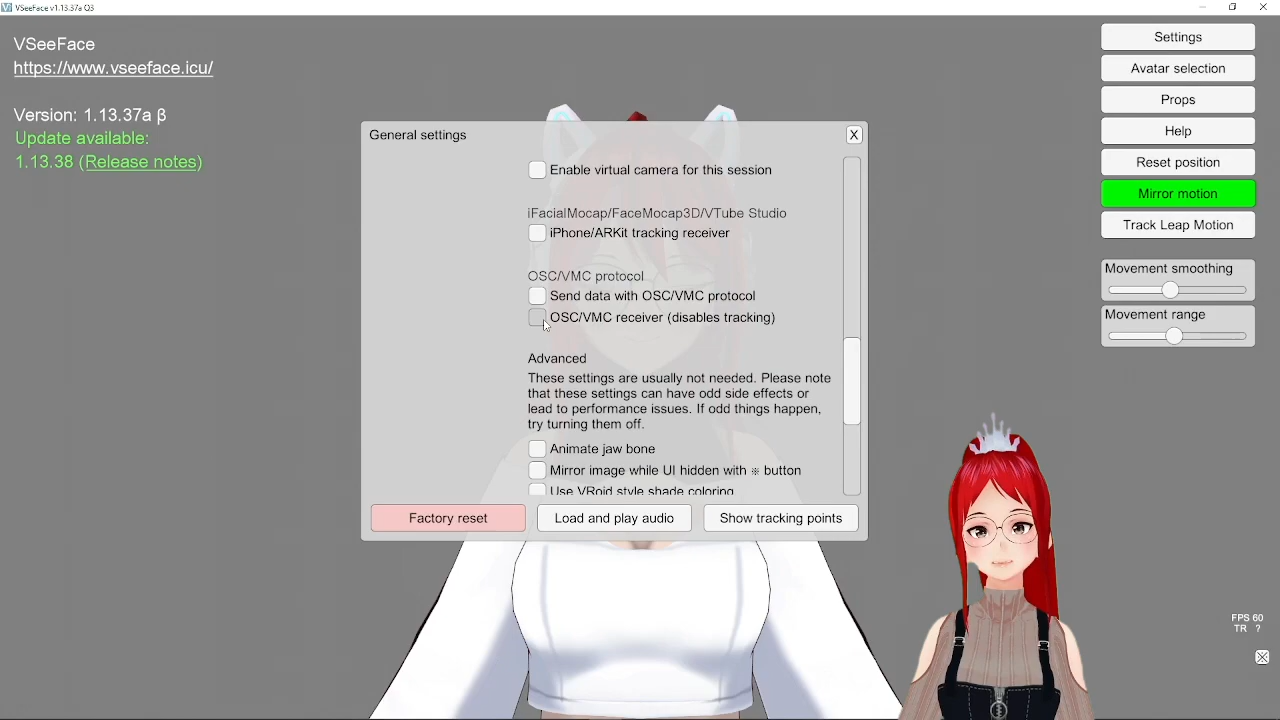 VSeeFace v1.13.37a Q3
VSeeFace
https://www.vseeface.icu/
Version: 1.13.37a β
Update available:
1.13.38 (Release notes)
General settings
X
Enable virtual camera for this session
iFacialMocap/FaceMocap3D/VTube Studio
iPhone/ARKit tracking receiver
OSC/VMC protocol
Send data with OSC/VMC protocol
OSC/VMC receiver (disables tracking)
Advanced
These settings are usually not needed. Please note
that these settings can have odd side effects or
lead to performance issues. If odd things happen,
try turning them off.
Animate jaw bone
Mirror image while UI hidden with ※ button
Use VRoid style shade coloring
Factory reset
Load and play audio
Show tracking points
Settings
Avatar selection
Props
Help
Reset position
Mirror motion
Track Leap Motion
Movement smoothing
Movement range
FPS 60
TR ?